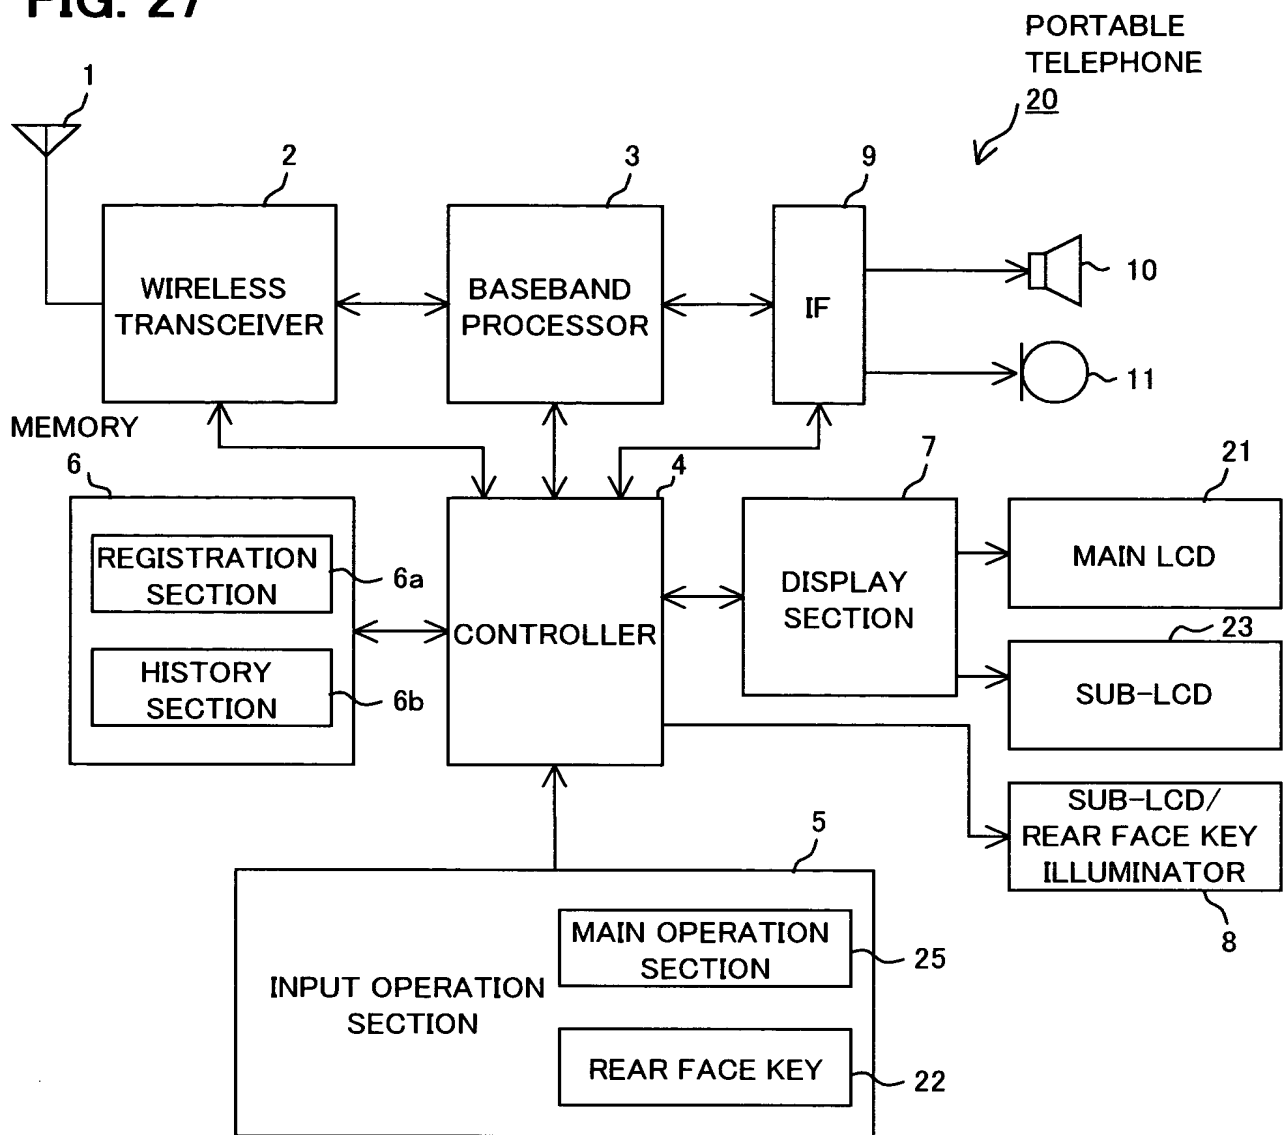 FIG. 27
PORTABLE
TELEPHONE
20
1
2
3
9
WIRELESS
TRANSCEIVER
BASEBAND
PROCESSOR
IF
10
11
MEMORY
6
4
7
21
REGISTRATION
SECTION
6a
HISTORY
SECTION
6b
CONTROLLER
DISPLAY
SECTION
MAIN LCD
23
SUB-LCD
SUB-LCD/
REAR FACE KEY
ILLUMINATOR
8
5
INPUT OPERATION
SECTION
MAIN OPERATION
SECTION
25
REAR FACE KEY
22